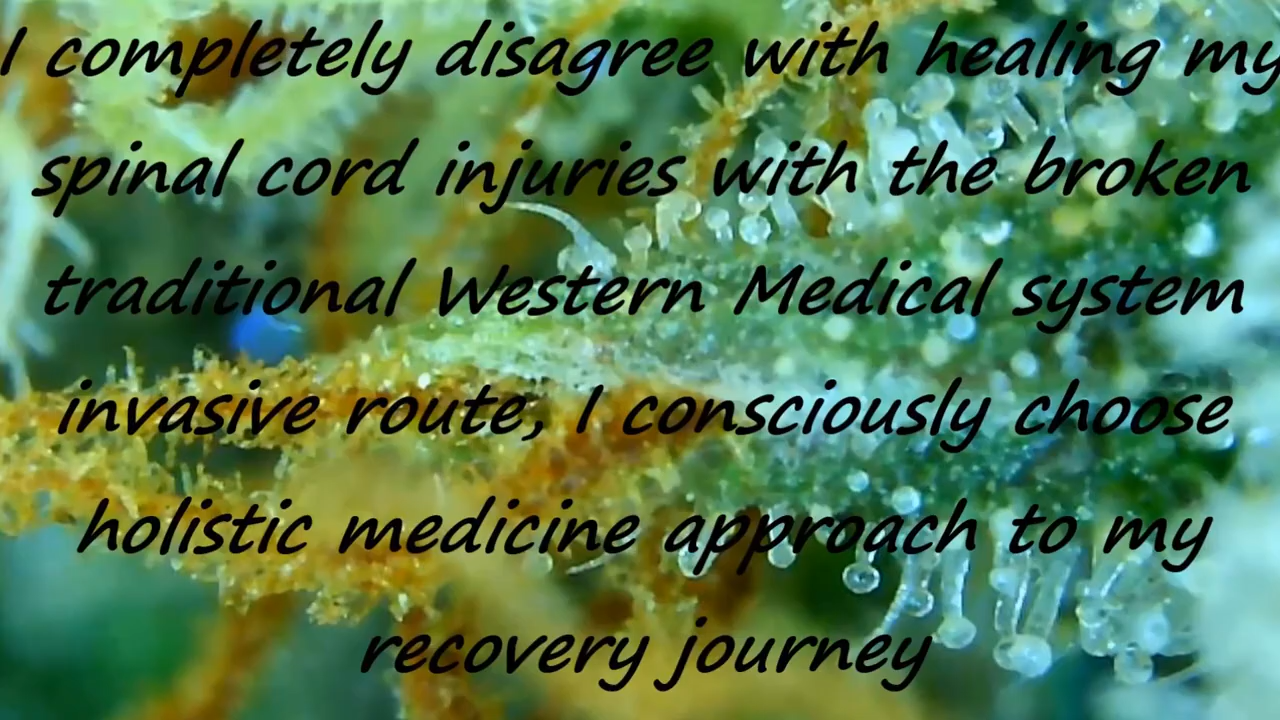 I completely disagree with healing my
spinal cord injuries with the broken
traditional Western Medical system
invasive route, I consciously choose
holistic medicine approach to my
recovery journey